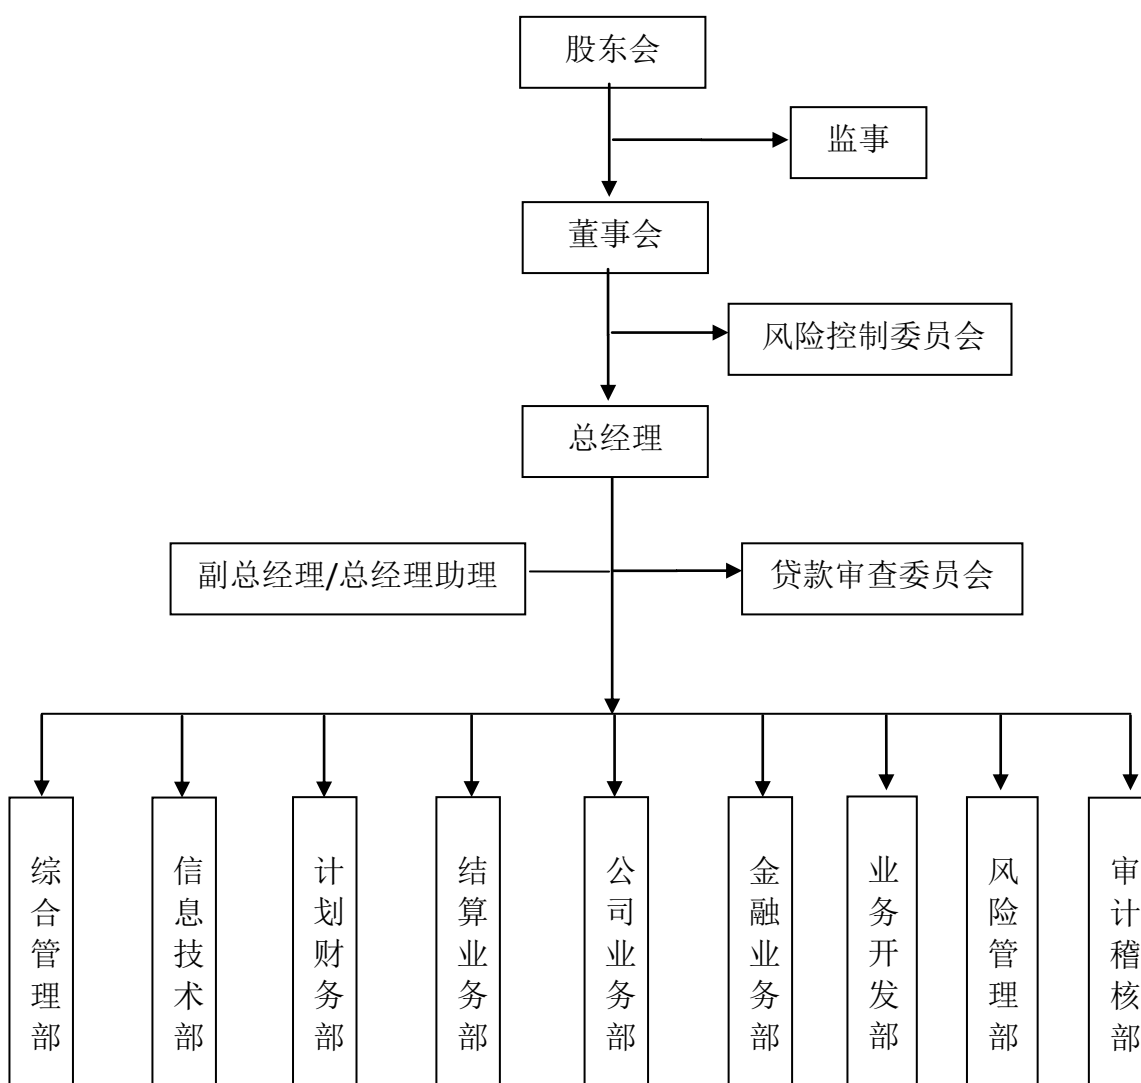 股东会
监事
董事会
风险控制委员会
总经理
副总经理/总经理助理
贷款审查委员会
综合管理部
信息技术部
计划财务部
结算业务部
公司业务部
金融业务部
业务开发部
风险管理部
审计稽核部